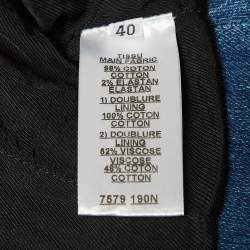 40
TISSU
MAIN FABRIC
98% COTON
COTTON
2% ELASTAN
ELASTAN
1) DOUBLURE
LINING
100% COTON
COTTON
2) DOUBLURE
LINING
52% VISCOSE
VISCOSE
48% COTON
COTTON
7579 190N